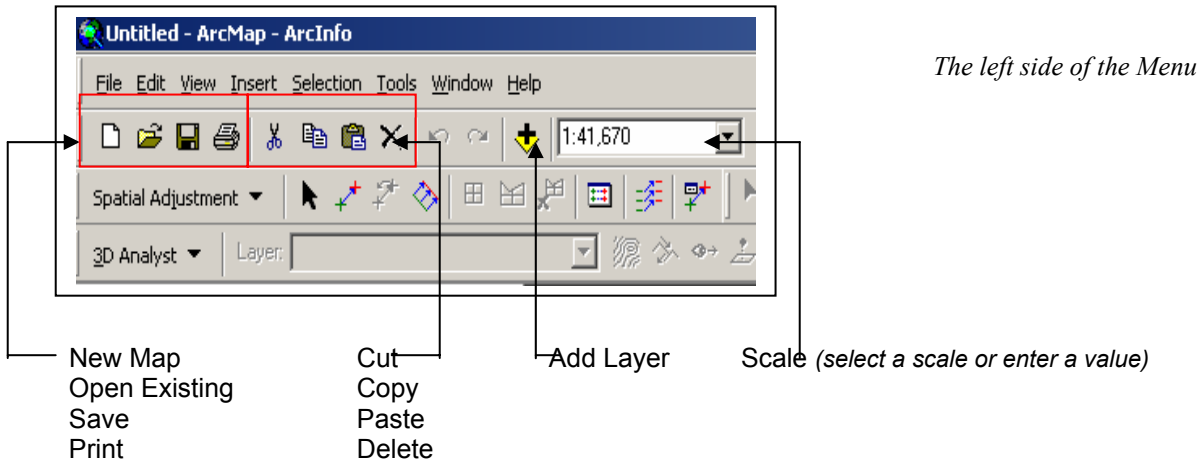 Untitled - ArcMap - ArcInfo
The left side of the Menu
File Edit View Insert Selection Tools Window Help
1:41,670
Spatial Adjustment
3D Analyst Layer:
New Map Cut Add Layer Scale (select a scale or enter a value)
Open Existing Copy
Save Paste
Print Delete